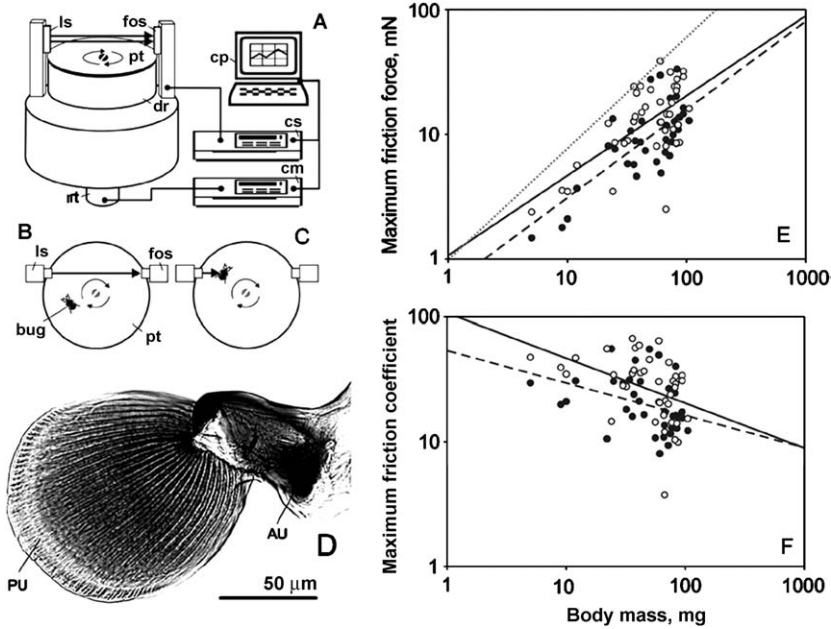 A
ls
fos
pt
cp
dr
cs
cm
mt
B
ls
fos
C
bug
pt
PU
AU
D
50 μm
Maximum friction force, mN
100
10
1
1
10
100
1000
E
Maximum friction coefficient
100
10
1
1
10
100
1000
F
Body mass, mg